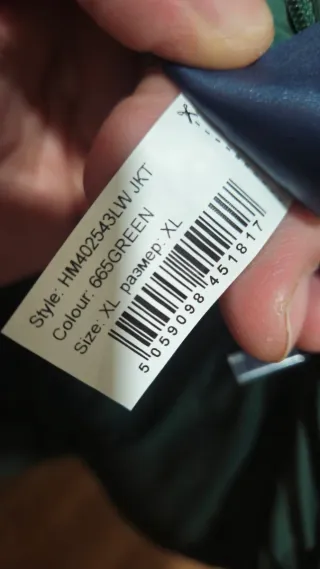 Style: HM402543LW JKT
Colour: 665GREEN
Size: XL размер: XL
5 059098 451817